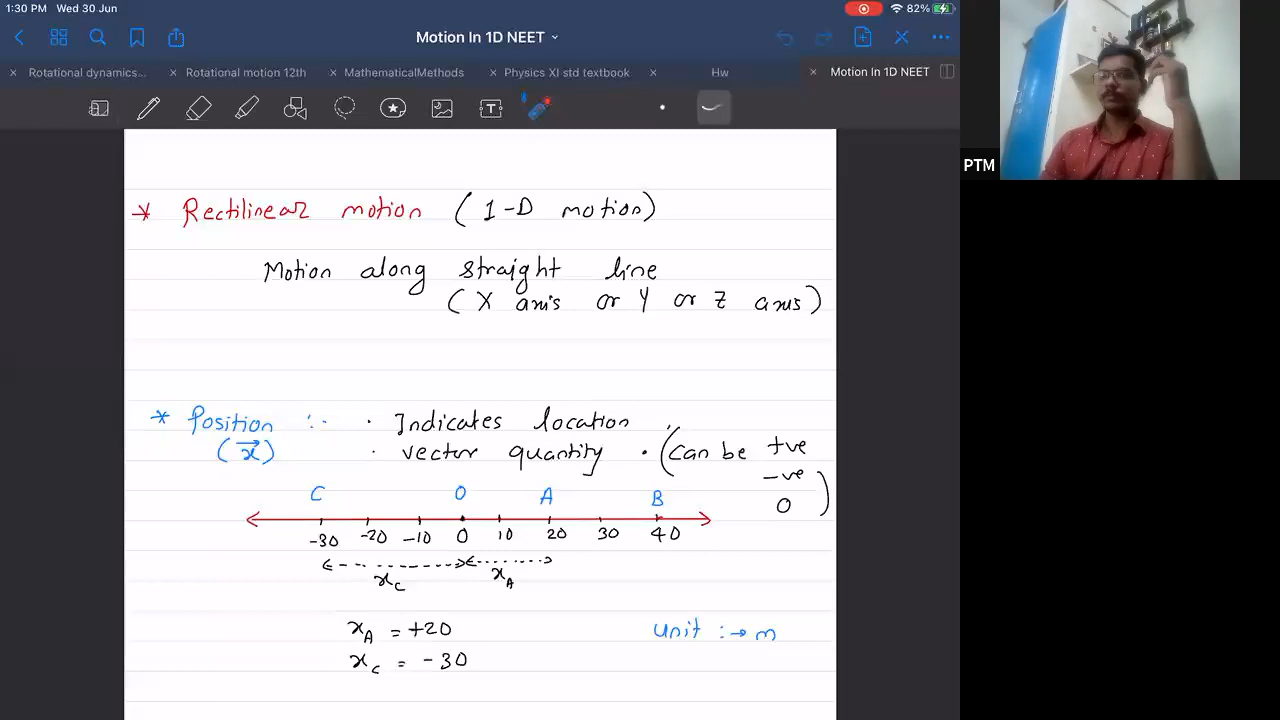 1:30 PM Wed 30 Jun
82%
Motion In 1D NEET
Rotational dynamics...
Rotational motion 12th
MathematicalMethods
Physics XI std textbook
Hw
Motion In 1D NEET
PTM
* Rectilinear motion (1-D motion)
Motion along straight line
(X axis or Y or Z axis)
* Position :- · Indicates location
(x⃗) · vector quantity · (can be +ve
-ve
0)
C O A B
-30 -20 -10 0 10 20 30 40
x_C x_A
x_A = +20 unit :→ m
x_C = -30